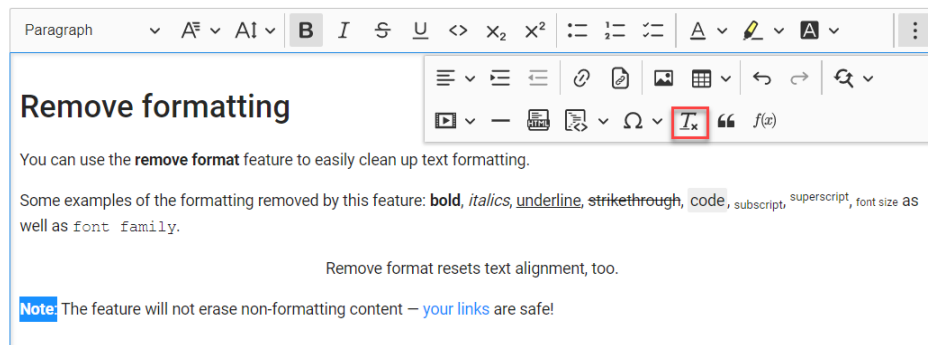 Paragraph
Remove formatting
You can use the remove format feature to easily clean up text formatting.
Some examples of the formatting removed by this feature: bold, italics, underline, strikethrough, code, subscript, superscript, font size as
well as font family.
Remove format resets text alignment, too.
Note: The feature will not erase non-formatting content — your links are safe!